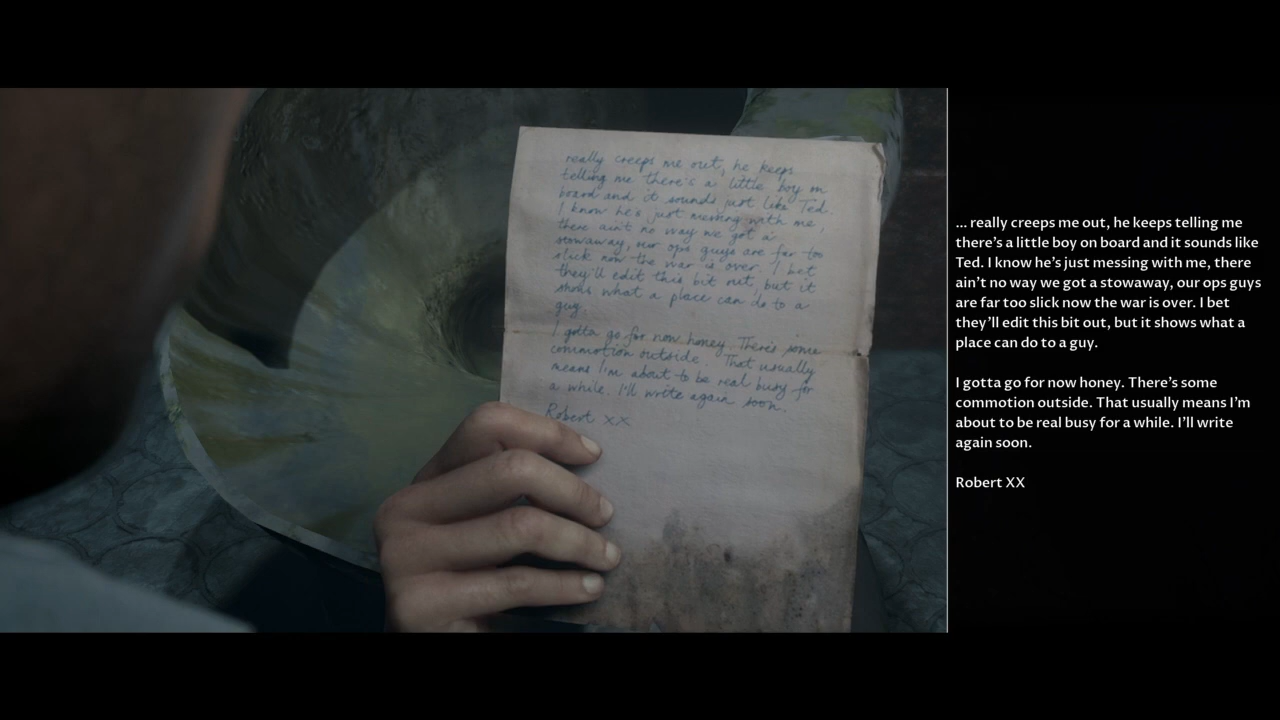 really creeps me out, he keeps
telling me there's a little boy on
board and it sounds just like Ted.
I know he's just messing with me,
there ain't no way we got a
stowaway, our ops guys are far too
slick now the war is over. I bet
they'll edit this bit out, but it
shows what a place can do to a
guy.
I gotta go for now honey. There's some
commotion outside. That usually
means I'm about to be real busy for
a while. I'll write again soon.
Robert XX
... really creeps me out, he keeps telling me
there's a little boy on board and it sounds like
Ted. I know he's just messing with me, there
ain't no way we got a stowaway, our ops guys
are far too slick now the war is over. I bet
they'll edit this bit out, but it shows what a
place can do to a guy.
I gotta go for now honey. There's some
commotion outside. That usually means I'm
about to be real busy for a while. I'll write
again soon.
Robert XX